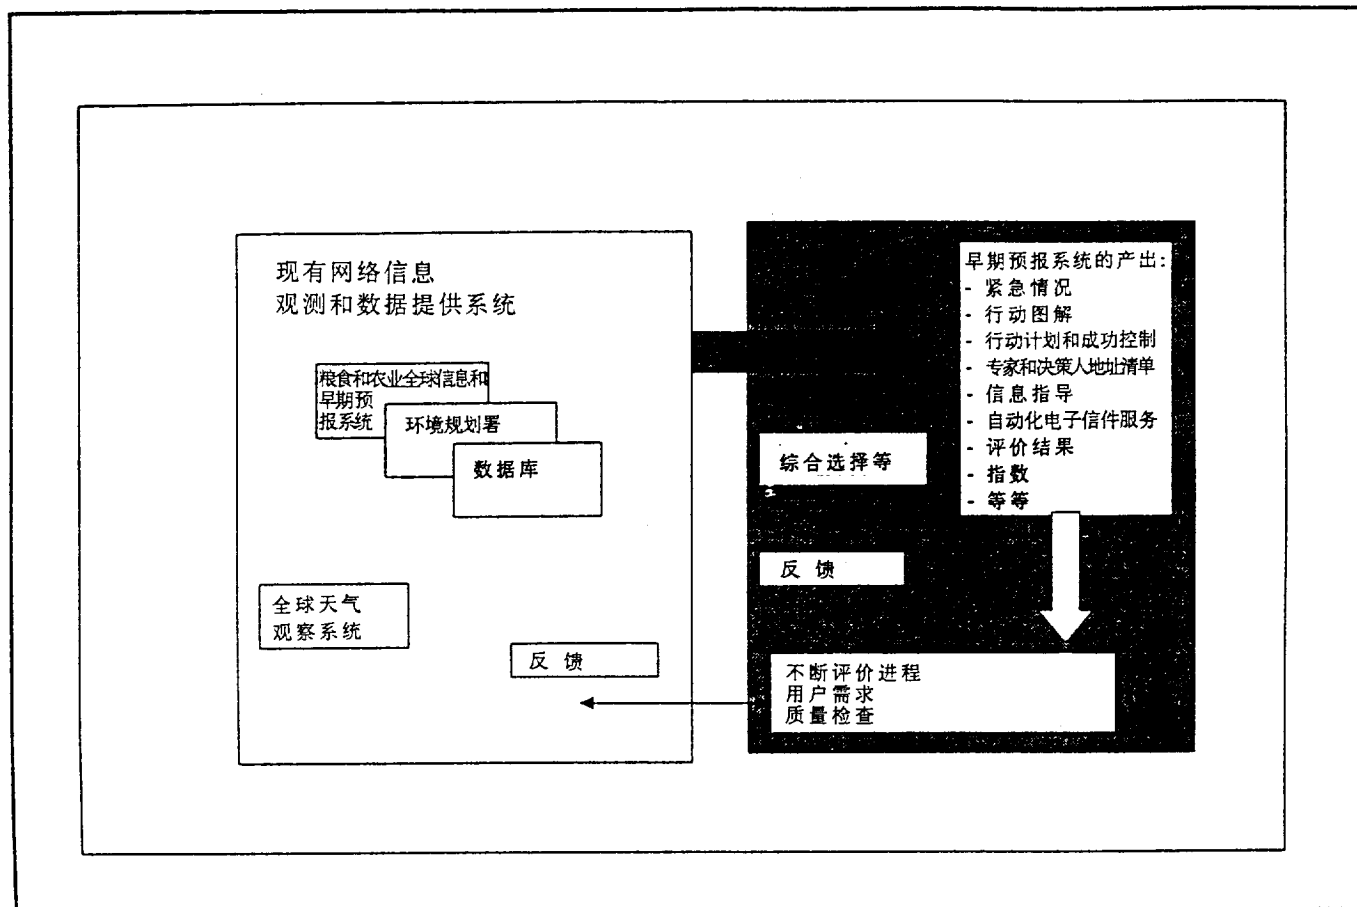 现有网络信息
观测和数据提供系统
粮食和农业全球信息和
早期预
报系统
环境规划署
数据库
全球天气
观察系统
反馈
早期预报系统的产出:
- 紧急情况
- 行动图解
- 行动计划和成功控制
- 专家和决策人地址清单
- 信息指导
- 自动化电子信件服务
- 评价结果
- 指数
- 等等
综合选择等
反馈
不断评价进程
用户需求
质量检查